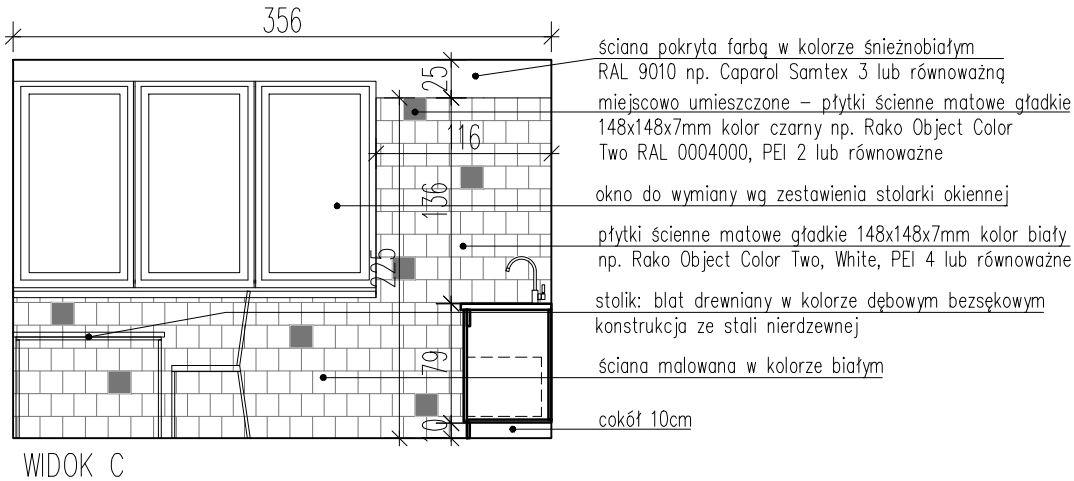 356
25
116
136
225
79
10
ściana pokryta farbą w kolorze śnieżnobiałym
RAL 9010 np. Caparol Samtex 3 lub równoważną
miejscowo umieszczone – płytki ścienne matowe gładkie
148x148x7mm kolor czarny np. Rako Object Color
Two RAL 0004000, PEI 2 lub równoważne
okno do wymiany wg zestawienia stolarki okiennej
płytki ścienne matowe gładkie 148x148x7mm kolor biały
np. Rako Object Color Two, White, PEI 4 lub równoważne
stolik: blat drewniany w kolorze dębowym bezsękowym
konstrukcja ze stali nierdzewnej
ściana malowana w kolorze białym
cokół 10cm
WIDOK C